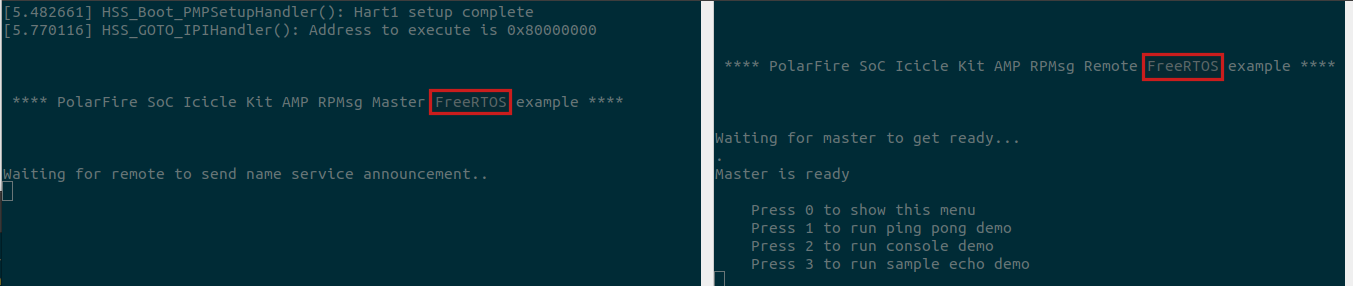 [5.482661] HSS_Boot_PMPSetupHandler(): Hart1 setup complete
[5.770116] HSS_GOTO_IPIHandler(): Address to execute is 0x80000000
**** PolarFire SoC Icicle Kit AMP RPMsg Master FreeRTOS example ****
Waiting for remote to send name service announcement..
**** PolarFire SoC Icicle Kit AMP RPMsg Remote FreeRTOS example ****
Waiting for master to get ready...
.
Master is ready
Press 0 to show this menu
Press 1 to run ping pong demo
Press 2 to run console demo
Press 3 to run sample echo demo